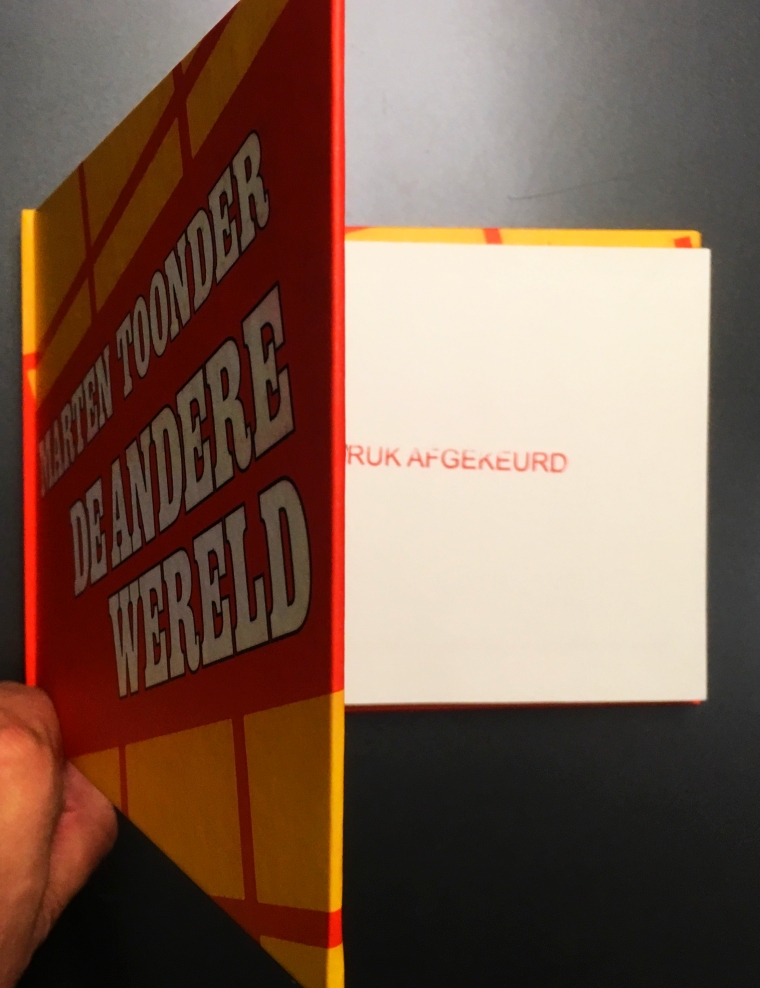 MARTEN TOONDER
DE ANDERE
WERELD
RUK AFGEKEURD